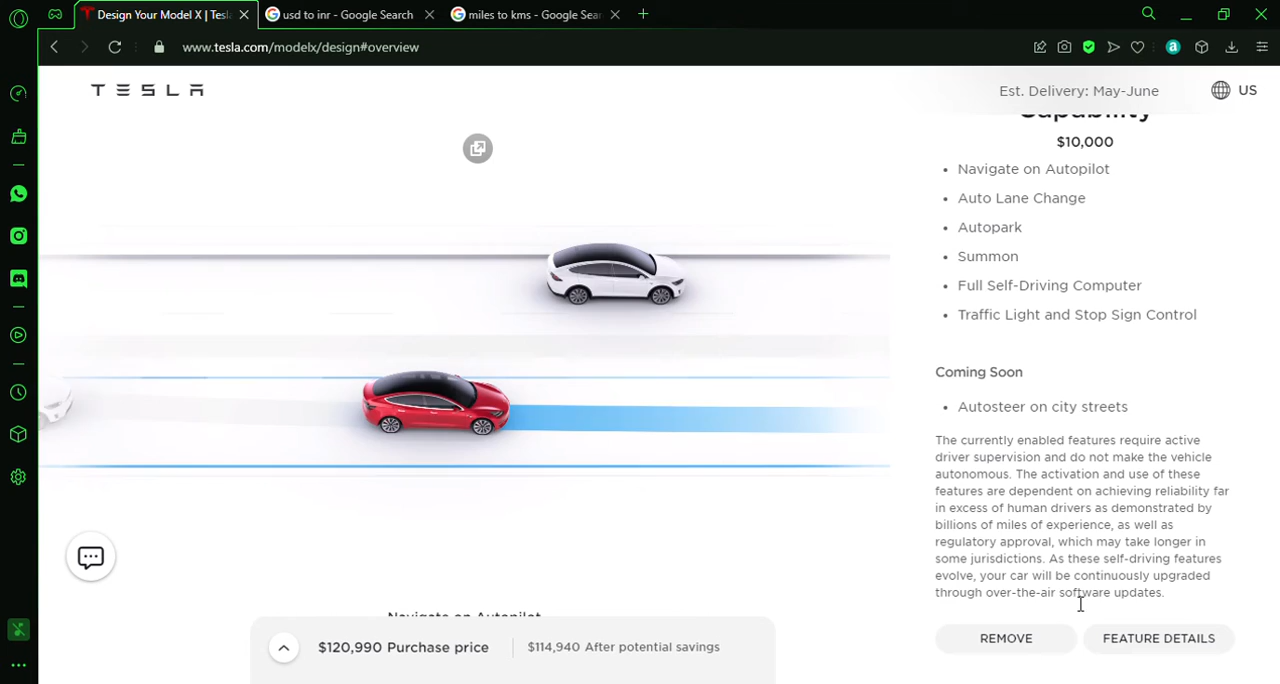 Design Your Model X | Tesla
usd to inr - Google Search
miles to kms - Google Sear
www.tesla.com/modelx/design#overview
TESLA
Est. Delivery: May-June
US
Capability
$10,000
• Navigate on Autopilot
• Auto Lane Change
• Autopark
• Summon
• Full Self-Driving Computer
• Traffic Light and Stop Sign Control
Coming Soon
• Autosteer on city streets
The currently enabled features require active
driver supervision and do not make the vehicle
autonomous. The activation and use of these
features are dependent on achieving reliability far
in excess of human drivers as demonstrated by
billions of miles of experience, as well as
regulatory approval, which may take longer in
some jurisdictions. As these self-driving features
evolve, your car will be continuously upgraded
through over-the-air software updates.
Navigate on Autopilot
$120,990 Purchase price
$114,940 After potential savings
REMOVE
FEATURE DETAILS